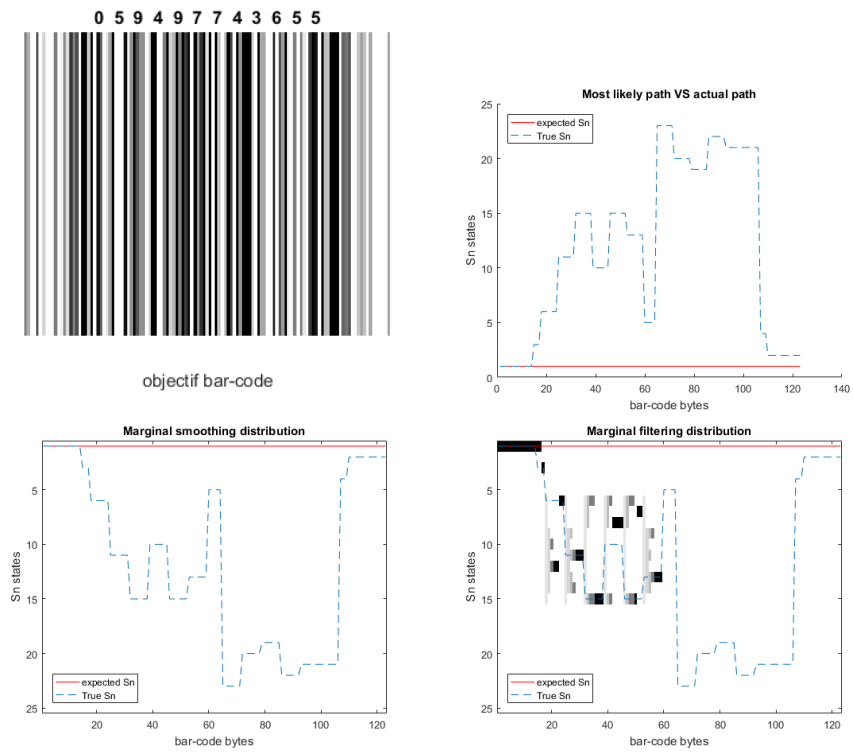 0 5 9 4 9 7 7 4 3 6 5 5
objectif bar-code
Most likely path VS actual path
25
20
15
10
5
0
Sn states
expected Sn
True Sn
0 20 40 60 80 100 120 140
bar-code bytes
Marginal smoothing distribution
5
10
15
20
25
Sn states
expected Sn
True Sn
20 40 60 80 100 120
bar-code bytes
Marginal filtering distribution
5
10
15
20
25
Sn states
expected Sn
True Sn
20 40 60 80 100 120
bar-code bytes